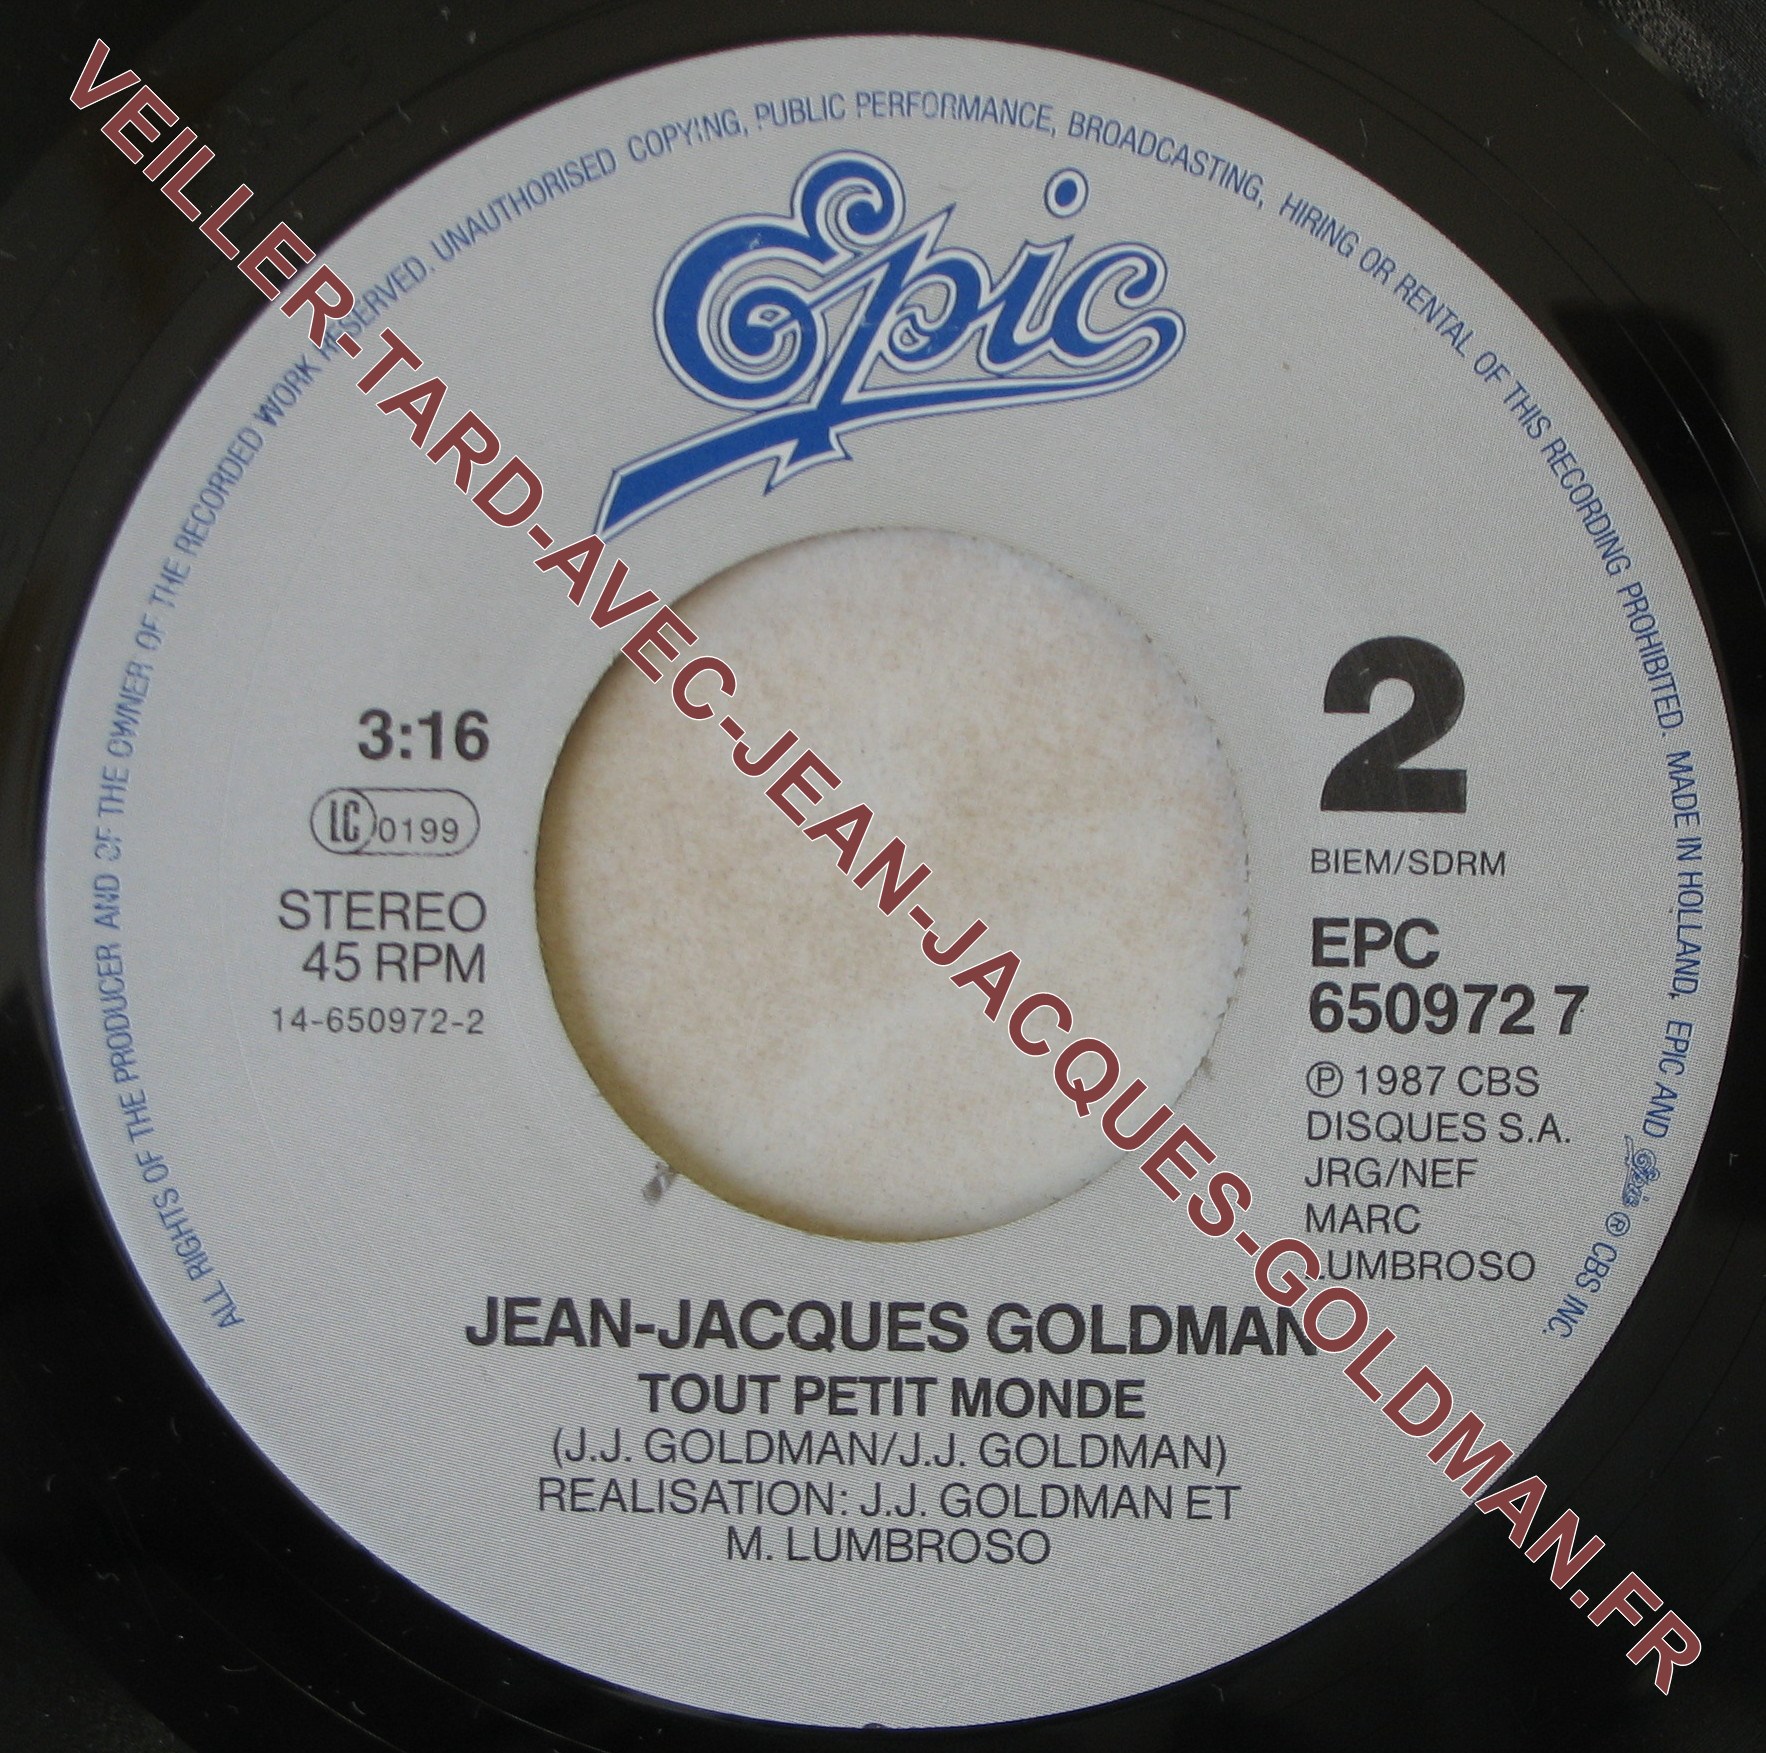 ALL RIGHTS OF THE PRODUCER AND OF THE OWNER OF THE RECORDED WORK RESERVED. UNAUTHORISED COPYING, PUBLIC PERFORMANCE, BROADCASTING, HIRING OR RENTAL OF THIS RECORDING PROHIBITED. MADE IN HOLLAND, EPIC AND Epic ® CBS INC.
Epic
2
BIEM/SDRM
EPC
650972 7
Ⓟ 1987 CBS
DISQUES S.A.
JRG/NEF
MARC
LUMBROSO
3:16
LC 0199
STEREO
45 RPM
14-650972-2
JEAN-JACQUES GOLDMAN
TOUT PETIT MONDE
(J.J. GOLDMAN/J.J. GOLDMAN)
REALISATION: J.J. GOLDMAN ET
M. LUMBROSO
VEILLER-TARD-AVEC-JEAN-JACQUES-GOLDMAN.FR